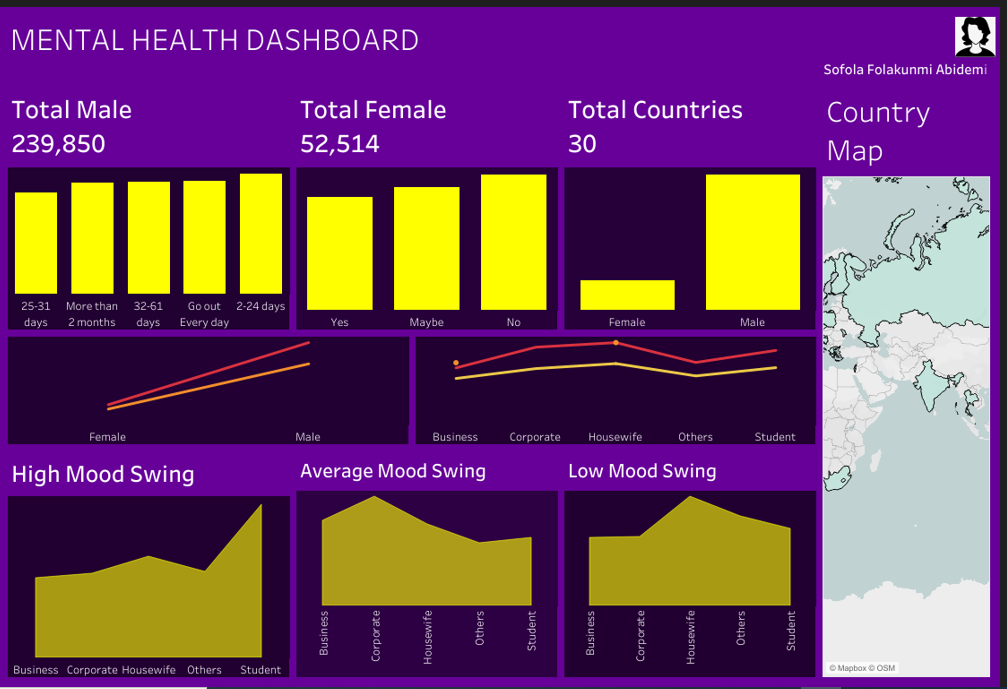 MENTAL HEALTH DASHBOARD
Sofola Folakunmi Abidemi
Total Male
239,850
Total Female
52,514
Total Countries
30
Country
Map
25-31
days
More than
2 months
32-61
days
Go out
Every day
2-24 days
Yes
Maybe
No
Female
Male
Female
Male
Business
Corporate
Housewife
Others
Student
High Mood Swing
Average Mood Swing
Low Mood Swing
Business
Corporate
Housewife
Others
Student
Business
Corporate
Housewife
Others
Student
Business
Corporate
Housewife
Others
Student
© Mapbox © OSM